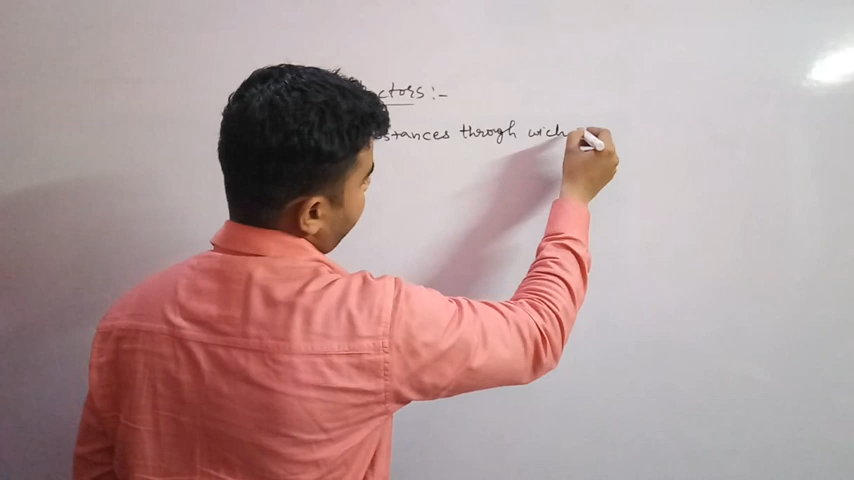 ctors :-
stances through wich